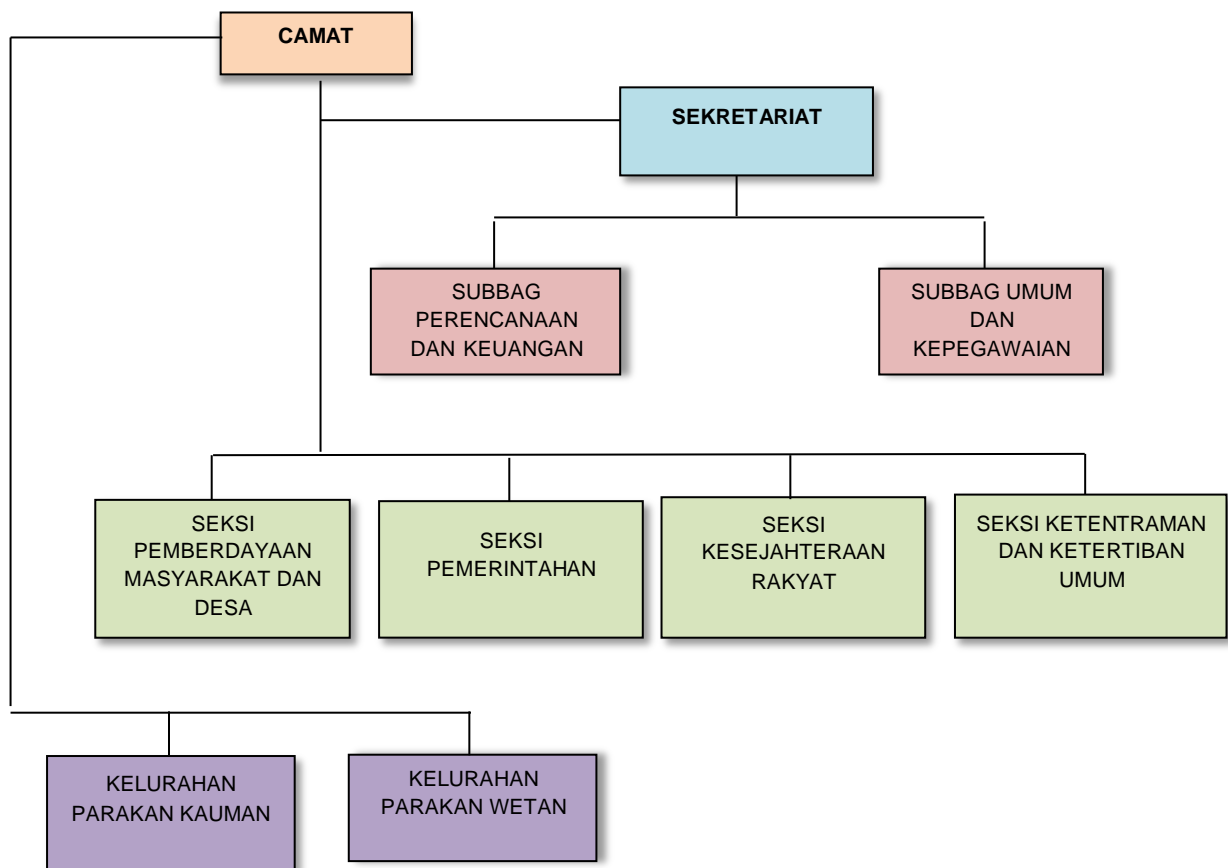 CAMAT
SEKRETARIAT
SUBBAG
PERENCANAAN
DAN KEUANGAN
SUBBAG UMUM
DAN
KEPEGAWAIAN
SEKSI
PEMBERDAYAAN
MASYARAKAT DAN
DESA
SEKSI
PEMERINTAHAN
SEKSI
KESEJAHTERAAN
RAKYAT
SEKSI KETENTRAMAN
DAN KETERTIBAN
UMUM
KELURAHAN
PARAKAN KAUMAN
KELURAHAN
PARAKAN WETAN